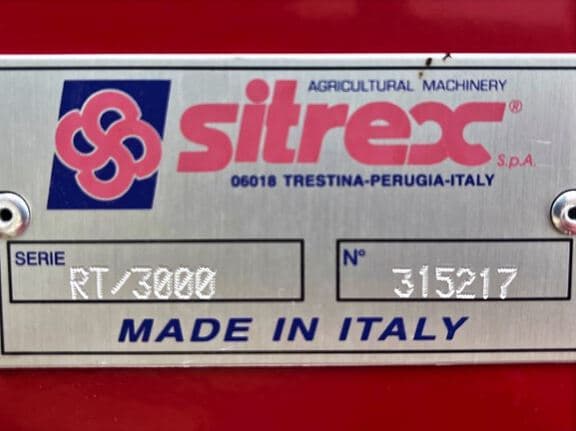 AGRICULTURAL MACHINERY
sitrex® S.p.A.
06018 TRESTINA-PERUGIA-ITALY
SERIE RT/3000
N° 315217
MADE IN ITALY